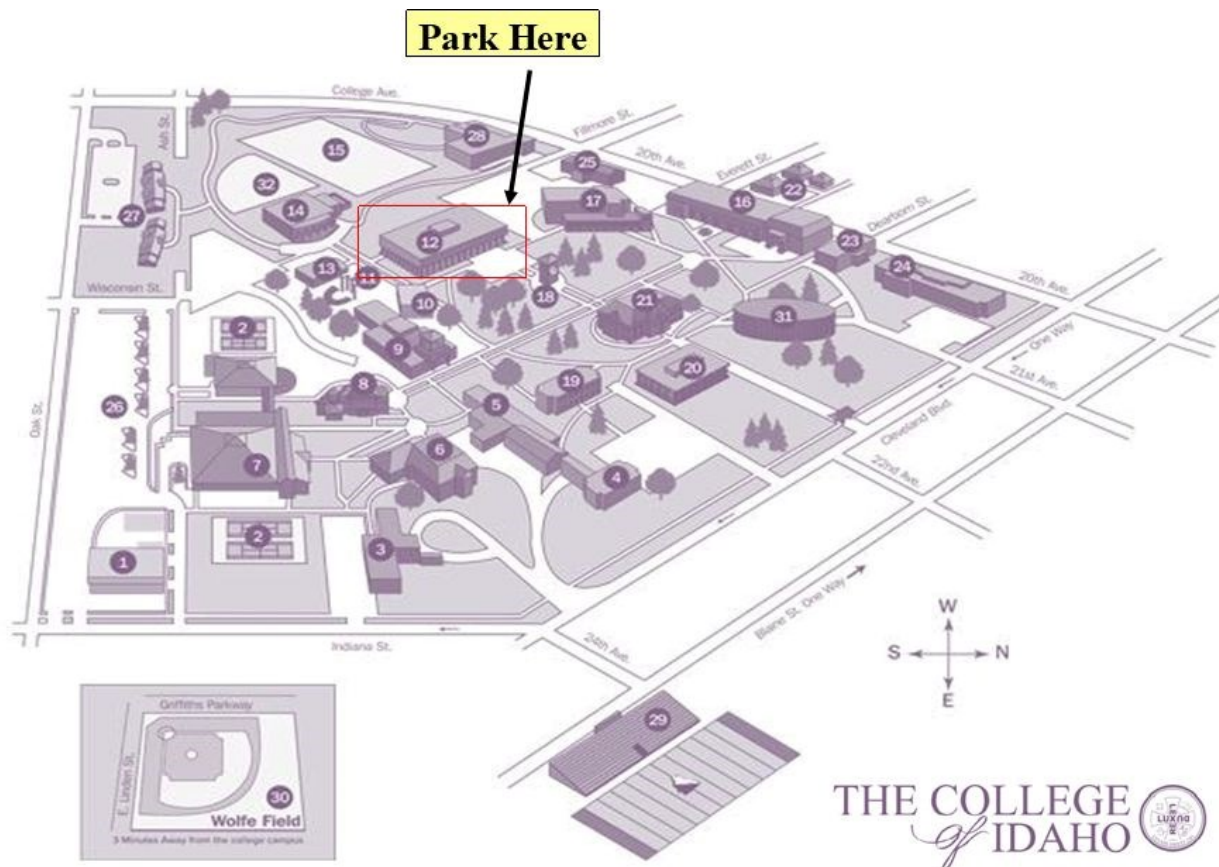 Park Here
College Ave.
Fillmore St.
20th Ave.
Everett St.
Dearborn St.
20th Ave.
One Way
21st Ave.
Cleveland Blvd.
22nd Ave.
Blaine St. One Way
24th Ave.
Indiana St.
Oak St.
Ash St.
Wisconsin St.
28
15
25
32
17
22
14
16
27
12
23
13
11
24
18
10
21
2
31
9
20
8
19
26
5
6
7
4
2
3
1
W
S N
E
29
Griffiths Parkway
E. Linden St.
30
Wolfe Field
3 Minutes Away from the college campus
THE COLLEGE
of IDAHO